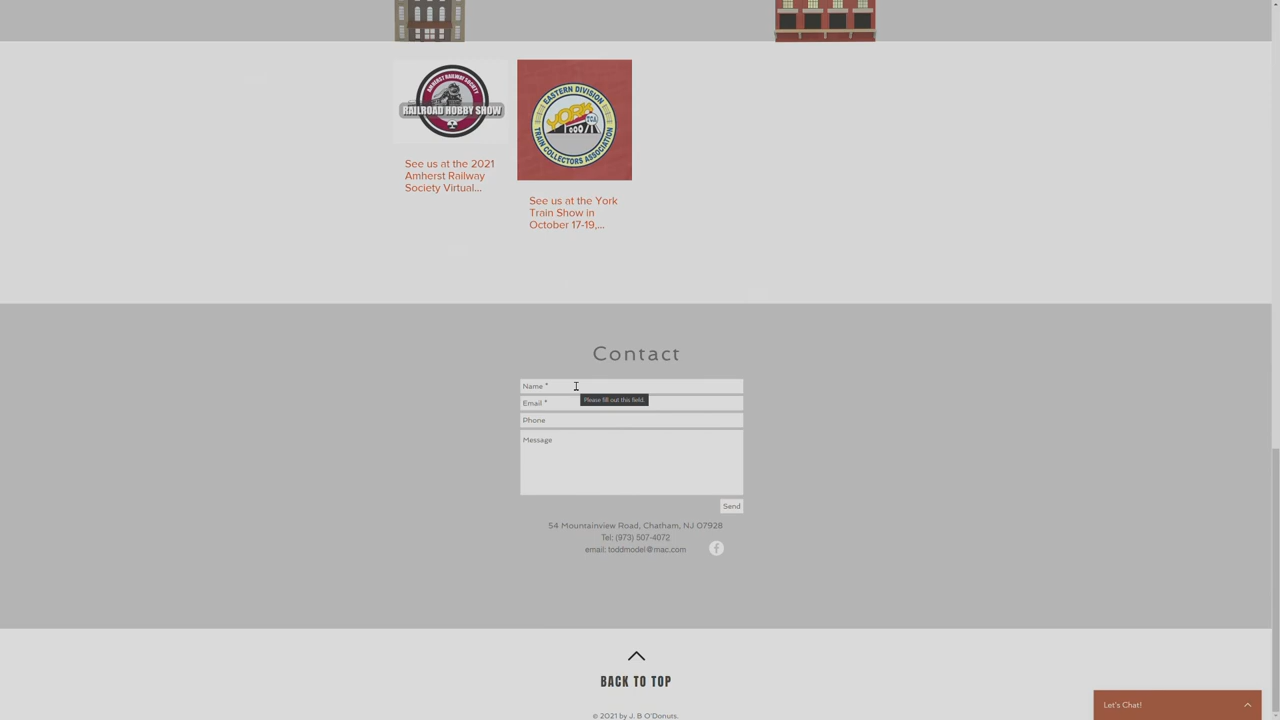 AMHERST RAILWAY SOCIETY
RAILROAD HOBBY SHOW
EASTERN DIVISION
YORK
TCA
TRAIN COLLECTORS ASSOCIATION
See us at the 2021
Amherst Railway
Society Virtual...
See us at the York
Train Show in
October 17-19,...
Contact
Name *
Please fill out this field.
Email *
Phone
Message
Send
54 Mountainview Road, Chatham, NJ 07928
Tel: (973) 507-4072
email: toddmodel@mac.com
BACK TO TOP
Let's Chat!
© 2021 by J. B O'Donuts.